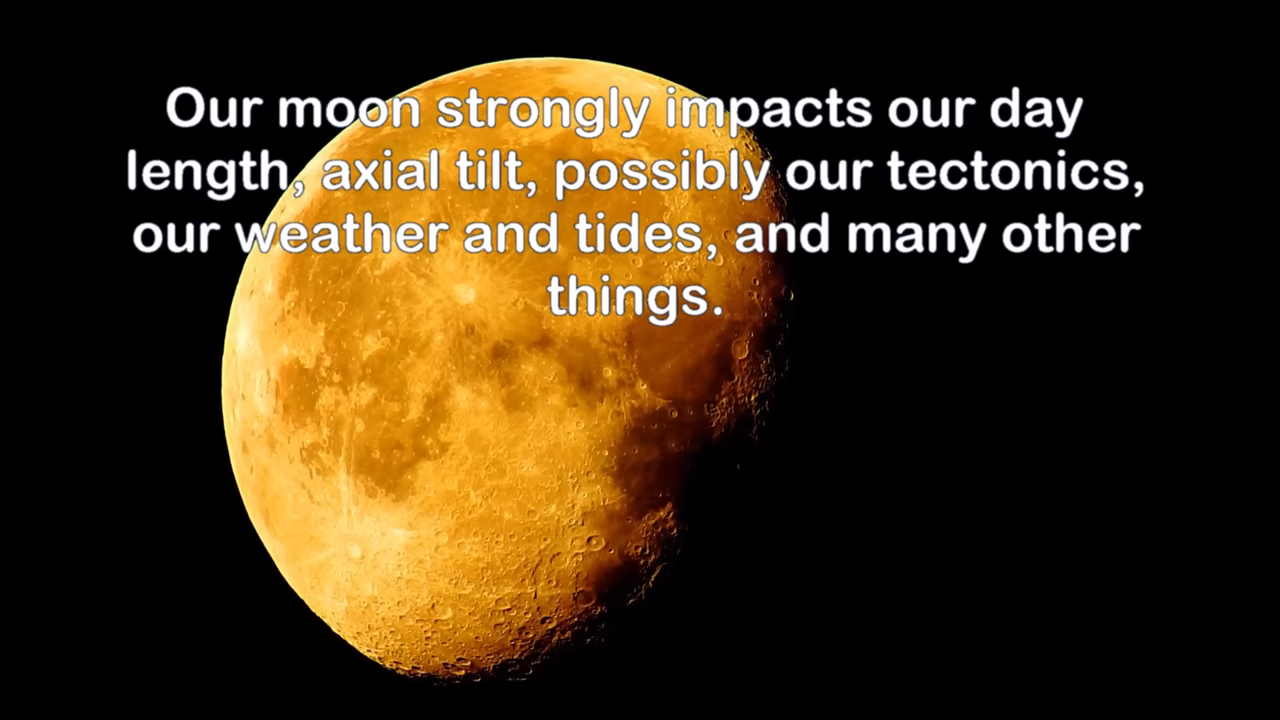 Our moon strongly impacts our day
length, axial tilt, possibly our tectonics,
our weather and tides, and many other
things.